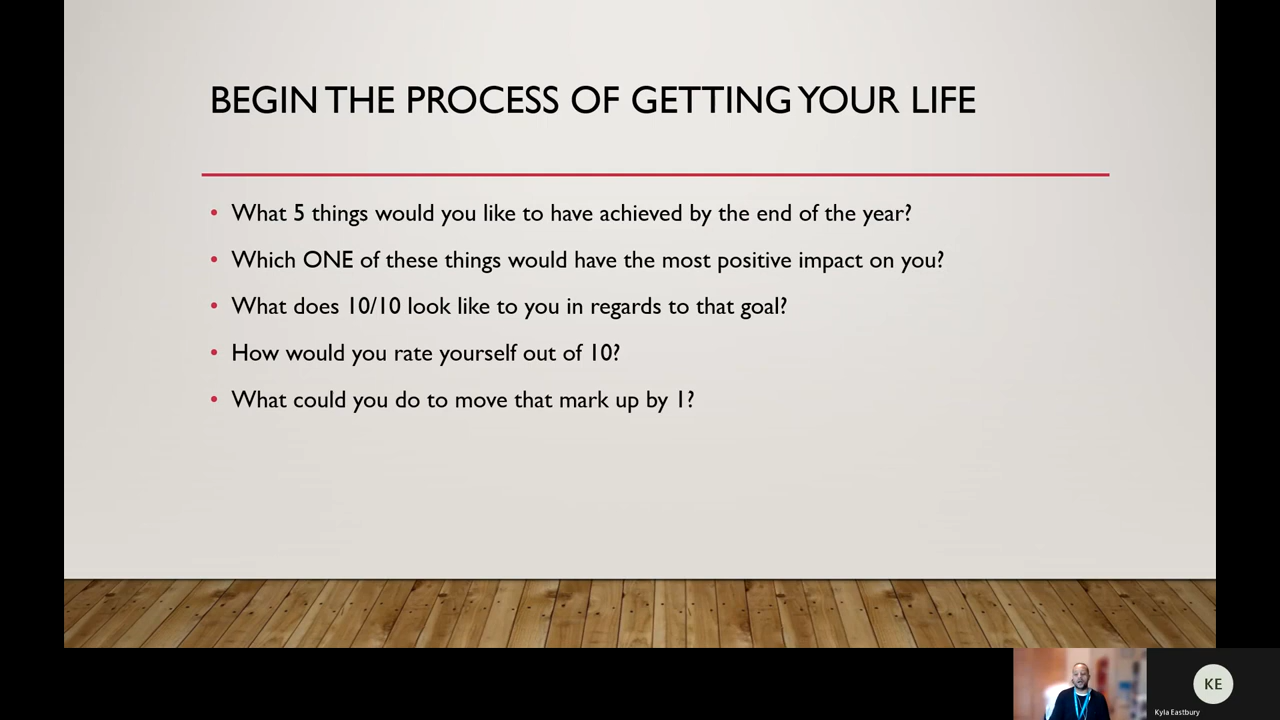 BEGIN THE PROCESS OF GETTING YOUR LIFE
• What 5 things would you like to have achieved by the end of the year?
• Which ONE of these things would have the most positive impact on you?
• What does 10/10 look like to you in regards to that goal?
• How would you rate yourself out of 10?
• What could you do to move that mark up by 1?
KE
Kyla Eastbury